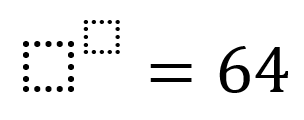 ⬚^⬚ = 64